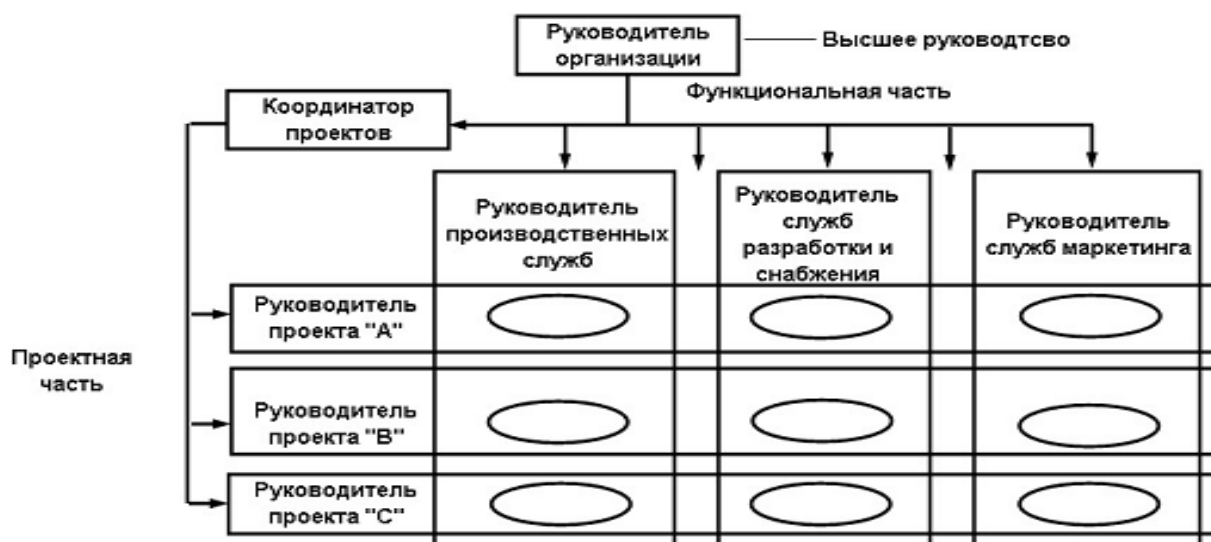 Руководитель
организации
Высшее руководтсво
Функциональная часть
Координатор
проектов
Руководитель
производственных
служб
Руководитель
служб
разработки и
снабжения
Руководитель
служб маркетинга
Проектная
часть
Руководитель
проекта "А"
Руководитель
проекта "В"
Руководитель
проекта "С"